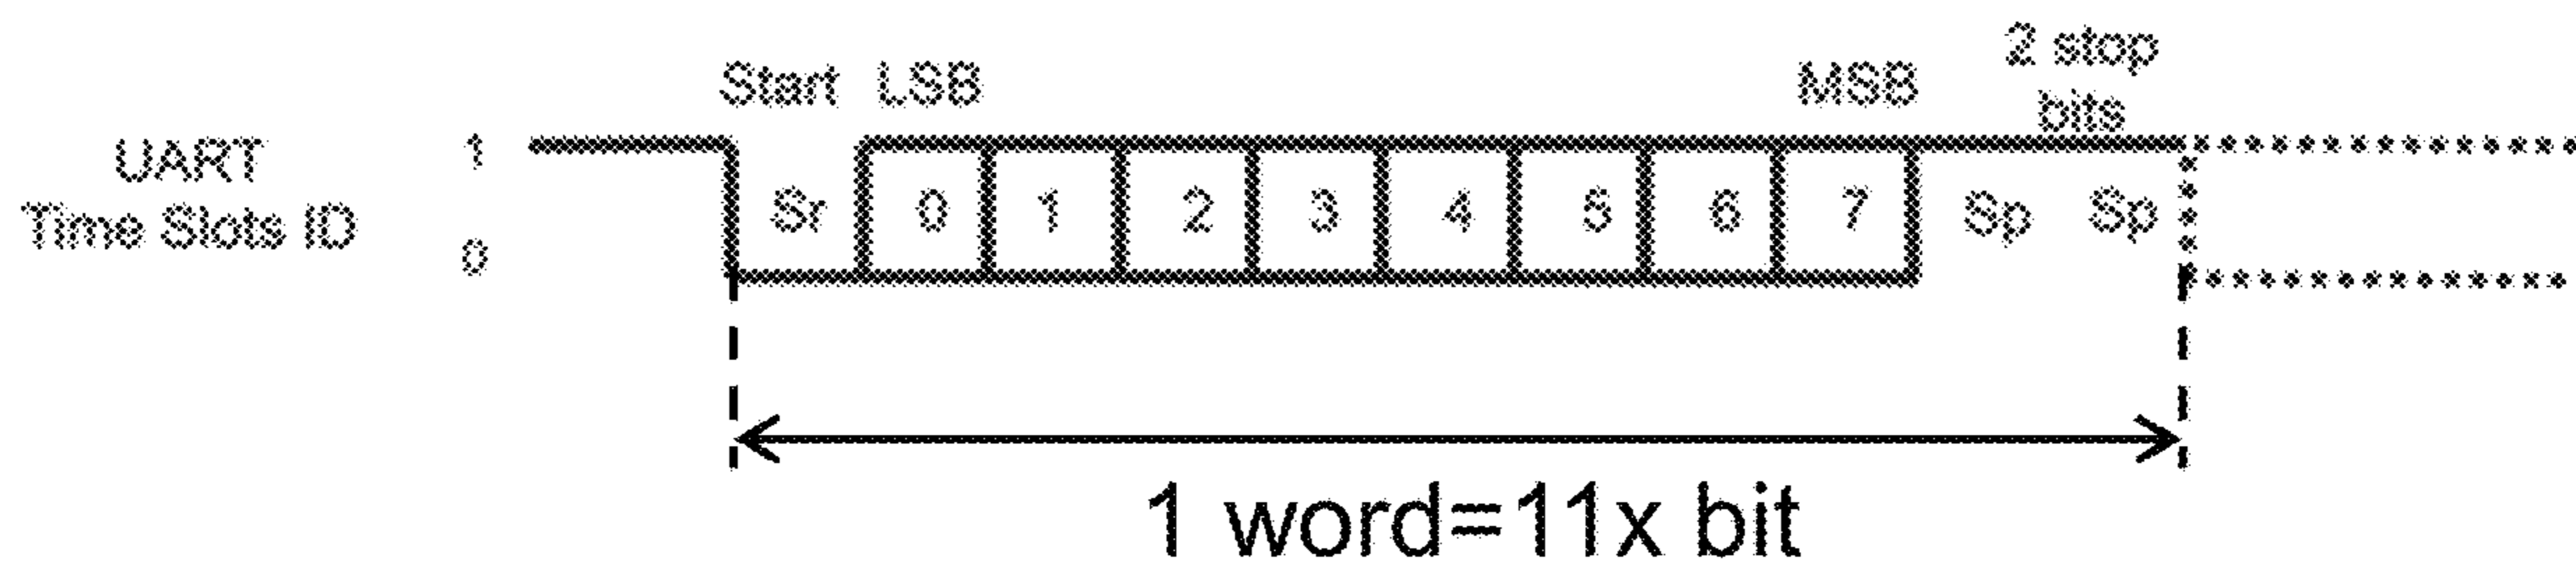 2 stop
Start LSB MSB bits
UART 1
Time Slots ID 0
Sr 0 1 2 3 4 5 6 7 Sp Sp
1 word=11x bit